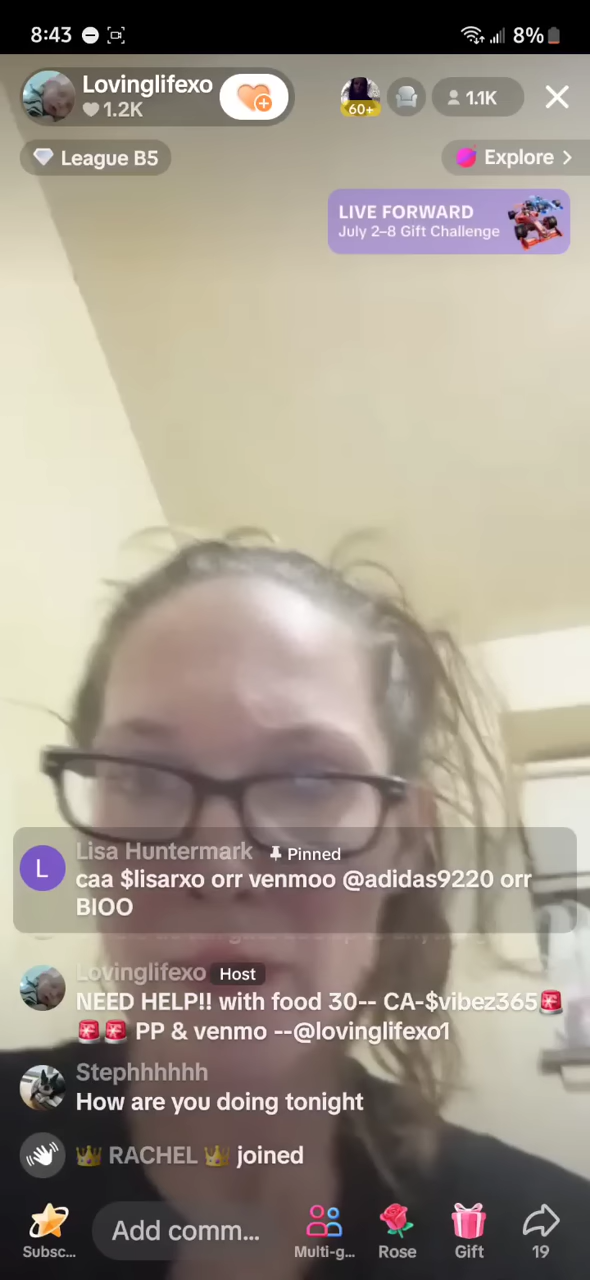 8:43 8%
Lovinglifexo
1.2K
60+
1.1K
League B5
Explore >
LIVE FORWARD
July 2–8 Gift Challenge
L
Lisa Huntermark Pinned
caa $lisarxo orr venmoo @adidas9220 orr
BIOO
Lovinglifexo Host
NEED HELP!! with food 30-- CA-$vibez365🚨
🚨🚨 PP & venmo --@lovinglifexo1
Stephhhhhh
How are you doing tonight
👑 RACHEL 👑 joined
Subsc...
Add comm...
Multi-g...
Rose
Gift
19